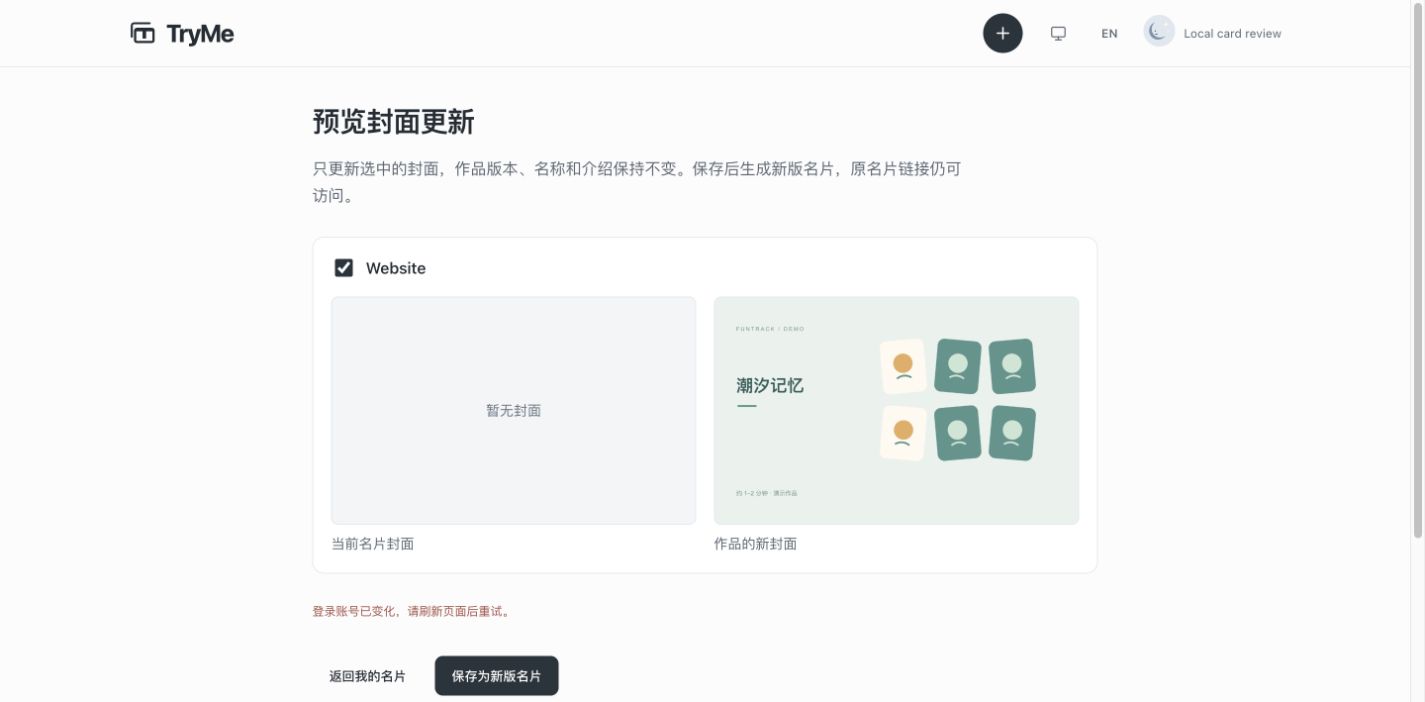 TryMe
EN
Local card review
预览封面更新
只更新选中的封面，作品版本、名称和介绍保持不变。保存后生成新版名片，原名片链接仍可
访问。
Website
暂无封面
FUNTRACK / DEMO
潮汐记忆
约 1–2 分钟 · 演示作品
当前名片封面
作品的新封面
登录账号已变化，请刷新页面后重试。
返回我的名片
保存为新版名片